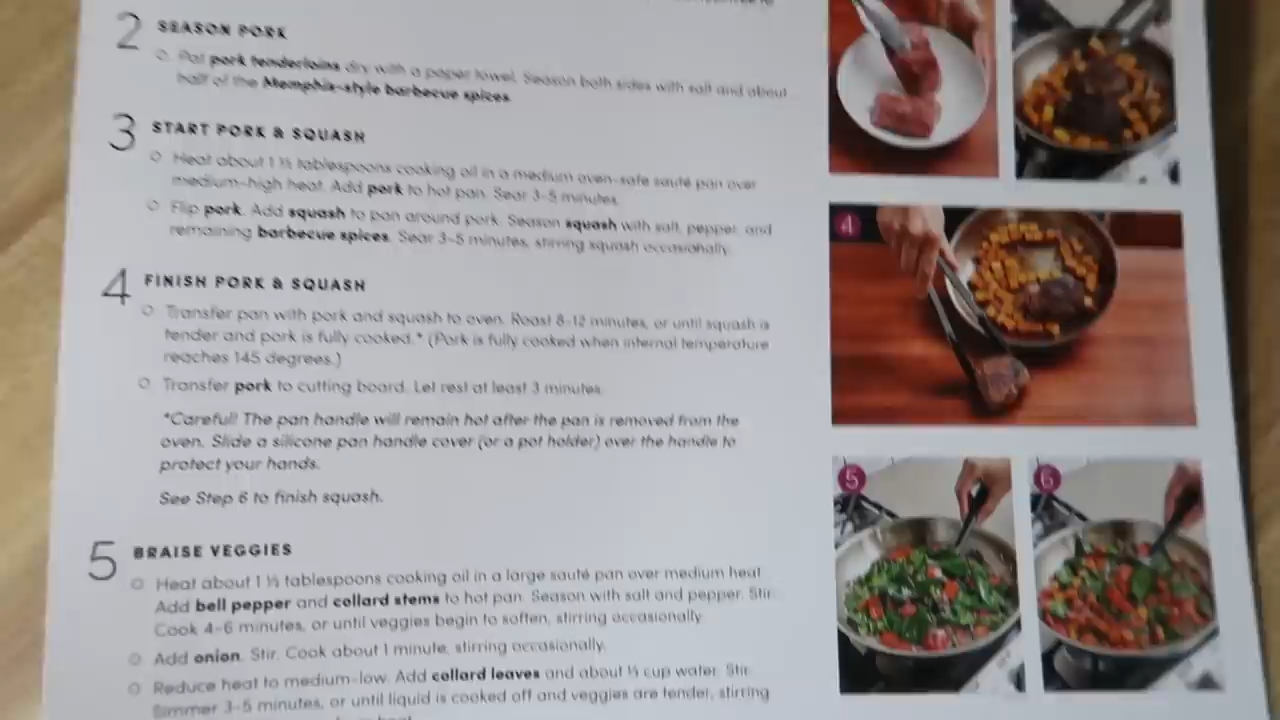 2 SEASON PORK
Pat pork tenderloins dry with a paper towel. Season both sides with salt and about
half of the Memphis-style barbecue spices.
3 START PORK & SQUASH
Heat about 1 ½ tablespoons cooking oil in a medium oven-safe sauté pan over
medium-high heat. Add pork to hot pan. Sear 3-5 minutes.
Flip pork. Add squash to pan around pork. Season squash with salt, pepper, and
remaining barbecue spices. Sear 3-5 minutes, stirring squash occasionally.
4 FINISH PORK & SQUASH
Transfer pan with pork and squash to oven. Roast 8-12 minutes, or until squash is
tender and pork is fully cooked.* (Pork is fully cooked when internal temperature
reaches 145 degrees.)
Transfer pork to cutting board. Let rest at least 3 minutes.
*Careful! The pan handle will remain hot after the pan is removed from the
oven. Slide a silicone pan handle cover (or a pot holder) over the handle to
protect your hands.
See Step 6 to finish squash.
5 BRAISE VEGGIES
Heat about 1 ½ tablespoons cooking oil in a large sauté pan over medium heat.
Add bell pepper and collard stems to hot pan. Season with salt and pepper. Stir.
Cook 4-6 minutes, or until veggies begin to soften, stirring occasionally.
Add onion. Stir. Cook about 1 minute, stirring occasionally.
Reduce heat to medium-low. Add collard leaves and about cup water. Stir.
Simmer 3-5 minutes, or until liquid is cooked off and veggies are tender, stirring
4
5
6